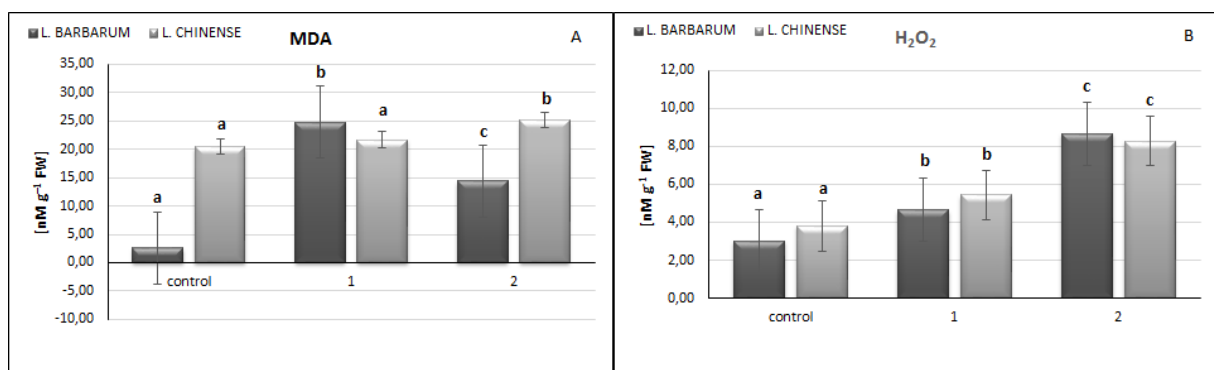 L. BARBARUM L. CHINENSE
MDA
A
35,00
30,00
25,00
20,00
15,00
10,00
5,00
0,00
-5,00
-10,00
[nM g⁻¹ FW]
a
a
b
a
c
b
control 1 2
L. BARBARUM L. CHINENSE
H₂O₂
B
12,00
10,00
8,00
6,00
4,00
2,00
0,00
[nM g⁻¹ FW]
a
a
b
b
c
c
control 1 2